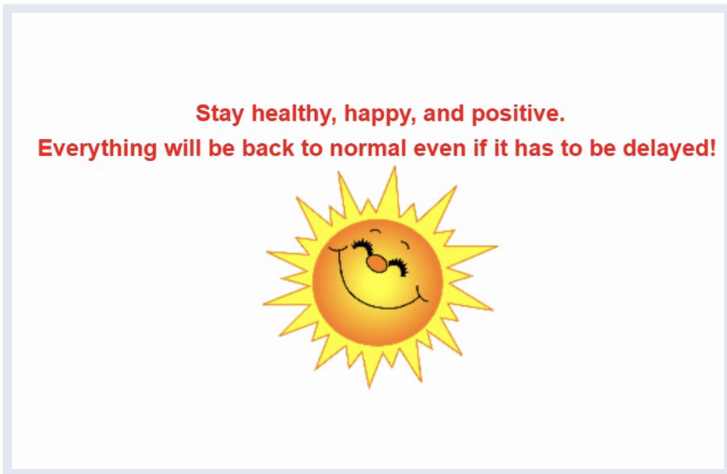 Stay healthy, happy, and positive.
Everything will be back to normal even if it has to be delayed!